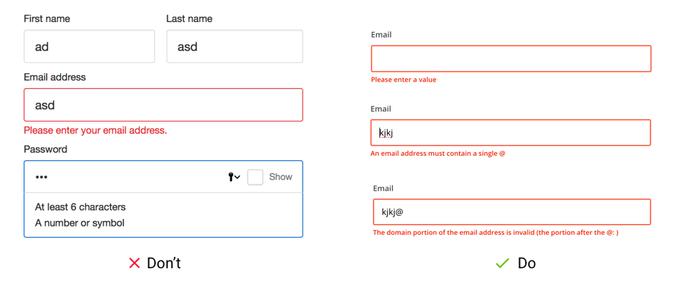 First name
Last name
ad
asd
Email address
asd
Please enter your email address.
Password
•••
Show
At least 6 characters
A number or symbol
Don't
Email
Please enter a value
Email
kjkj
An email address must contain a single @
Email
kjkj@
The domain portion of the email address is invalid (the portion after the @: )
Do